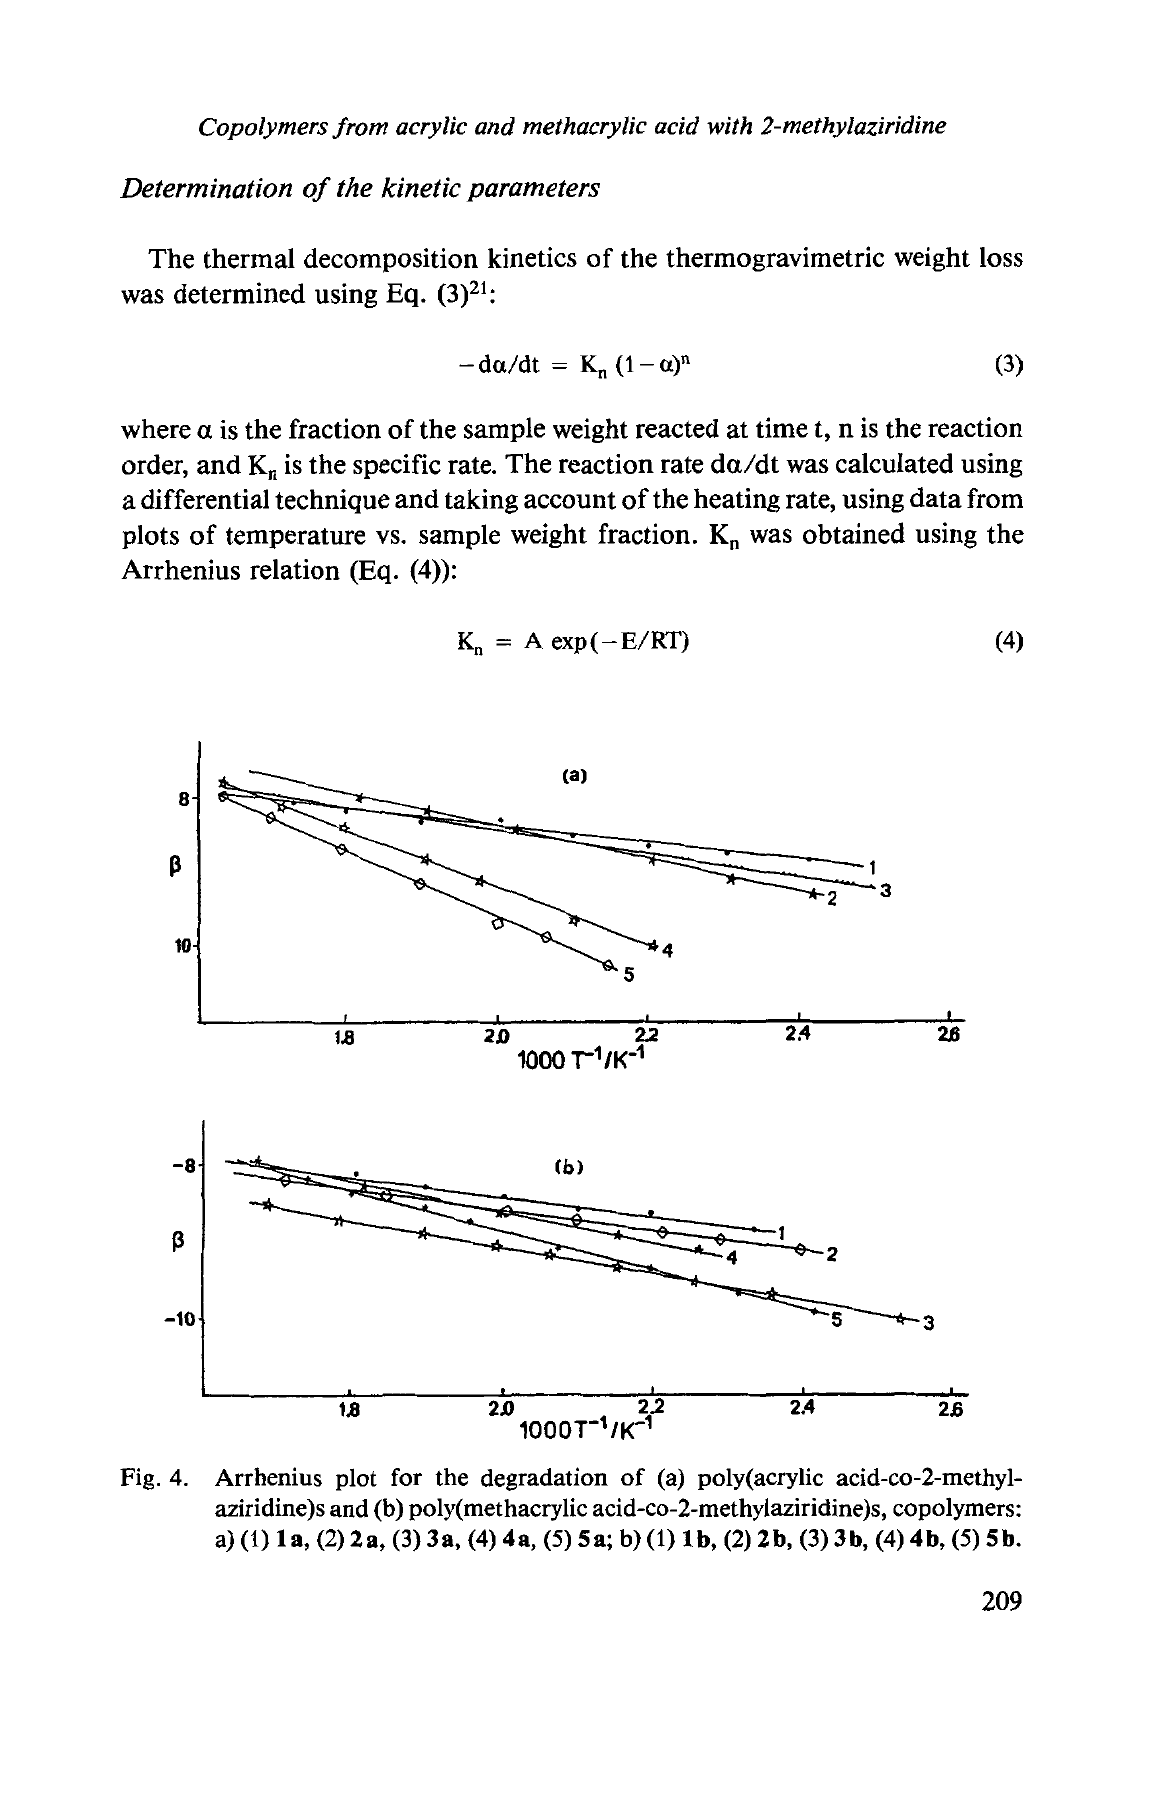 Copolymers from acrylic and methacrylic acid with 2-methylaziridine
Determination of the kinetic parameters
The thermal decomposition kinetics of the thermogravimetric weight loss
was determined using Eq. (3)²¹:
−dα/dt = Kₙ (1−α)ⁿ (3)
where α is the fraction of the sample weight reacted at time t, n is the reaction
order, and Kₙ is the specific rate. The reaction rate dα/dt was calculated using
a differential technique and taking account of the heating rate, using data from
plots of temperature vs. sample weight fraction. Kₙ was obtained using the
Arrhenius relation (Eq. (4)):
Kₙ = A exp(−E/RT) (4)
(a)
8
β
10
1
3
2
4
5
1.8 2.0 2.2 2.4 2.6
1000 T⁻¹/K⁻¹
(b)
-8
β
-10
1
2
4
5
3
1.8 2.0 2.2 2.4 2.6
1000T⁻¹/K⁻¹
Fig. 4. Arrhenius plot for the degradation of (a) poly(acrylic acid-co-2-methyl-
aziridine)s and (b) poly(methacrylic acid-co-2-methylaziridine)s, copolymers:
a) (1) 1a, (2) 2a, (3) 3a, (4) 4a, (5) 5a; b) (1) 1b, (2) 2b, (3) 3b, (4) 4b, (5) 5b.
209